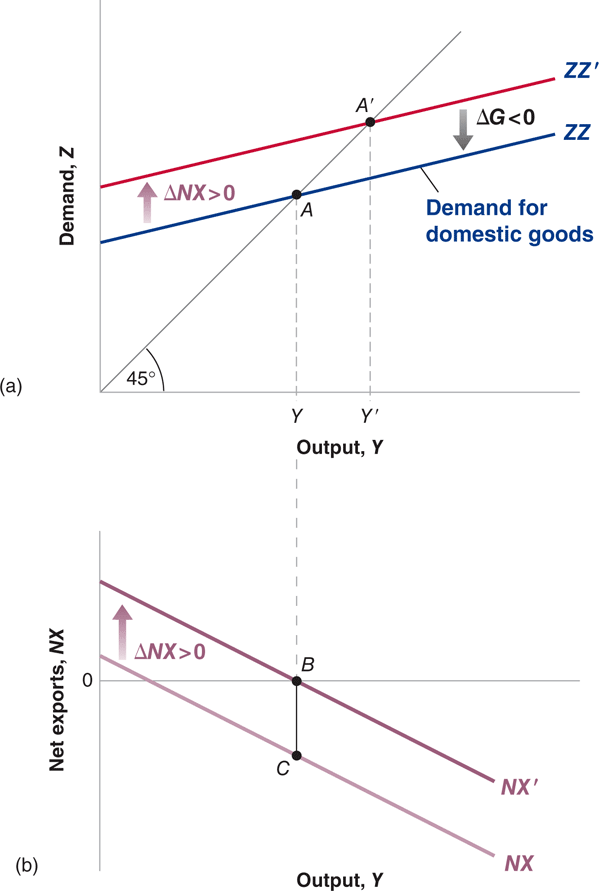 ZZ′
A′
ΔG<0
ZZ
ΔNX>0
A
Demand for
domestic goods
Demand, Z
45°
(a)
Y
Y′
Output, Y
ΔNX>0
B
0
Net exports, NX
C
NX′
NX
(b)
Output, Y